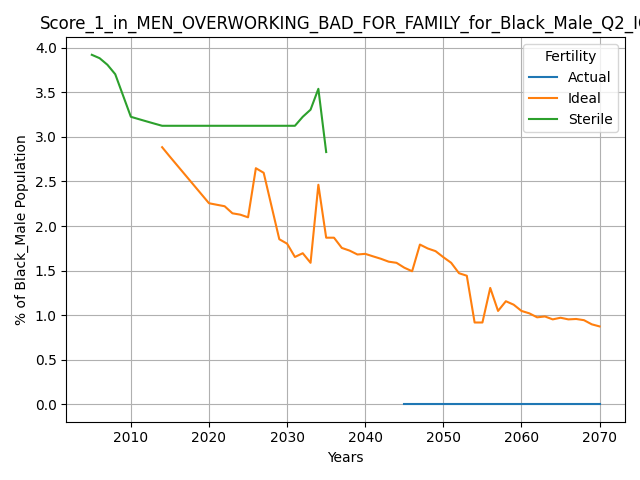 Score_1_in_MEN_OVERWORKING_BAD_FOR_FAMILY_for_Black_Male_Q2_I
Fertility
Actual
Ideal
Sterile
% of Black_Male Population
4.0
3.5
3.0
2.5
2.0
1.5
1.0
0.5
0.0
2010 2020 2030 2040 2050 2060 2070
Years